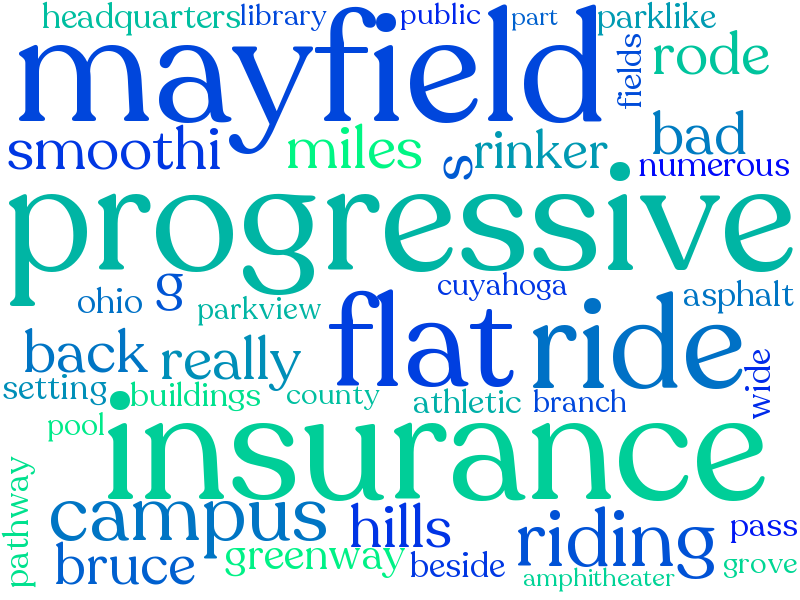 headquarters library public part parklike
mayfield fields rode
smoothi miles s rinker bad
numerous
progressive
ohio g parkview cuyahoga asphalt
back really flat ride
setting buildings county athletic branch wide
pool insurance
pathway campus hills riding pass
bruce greenway beside amphitheater grove